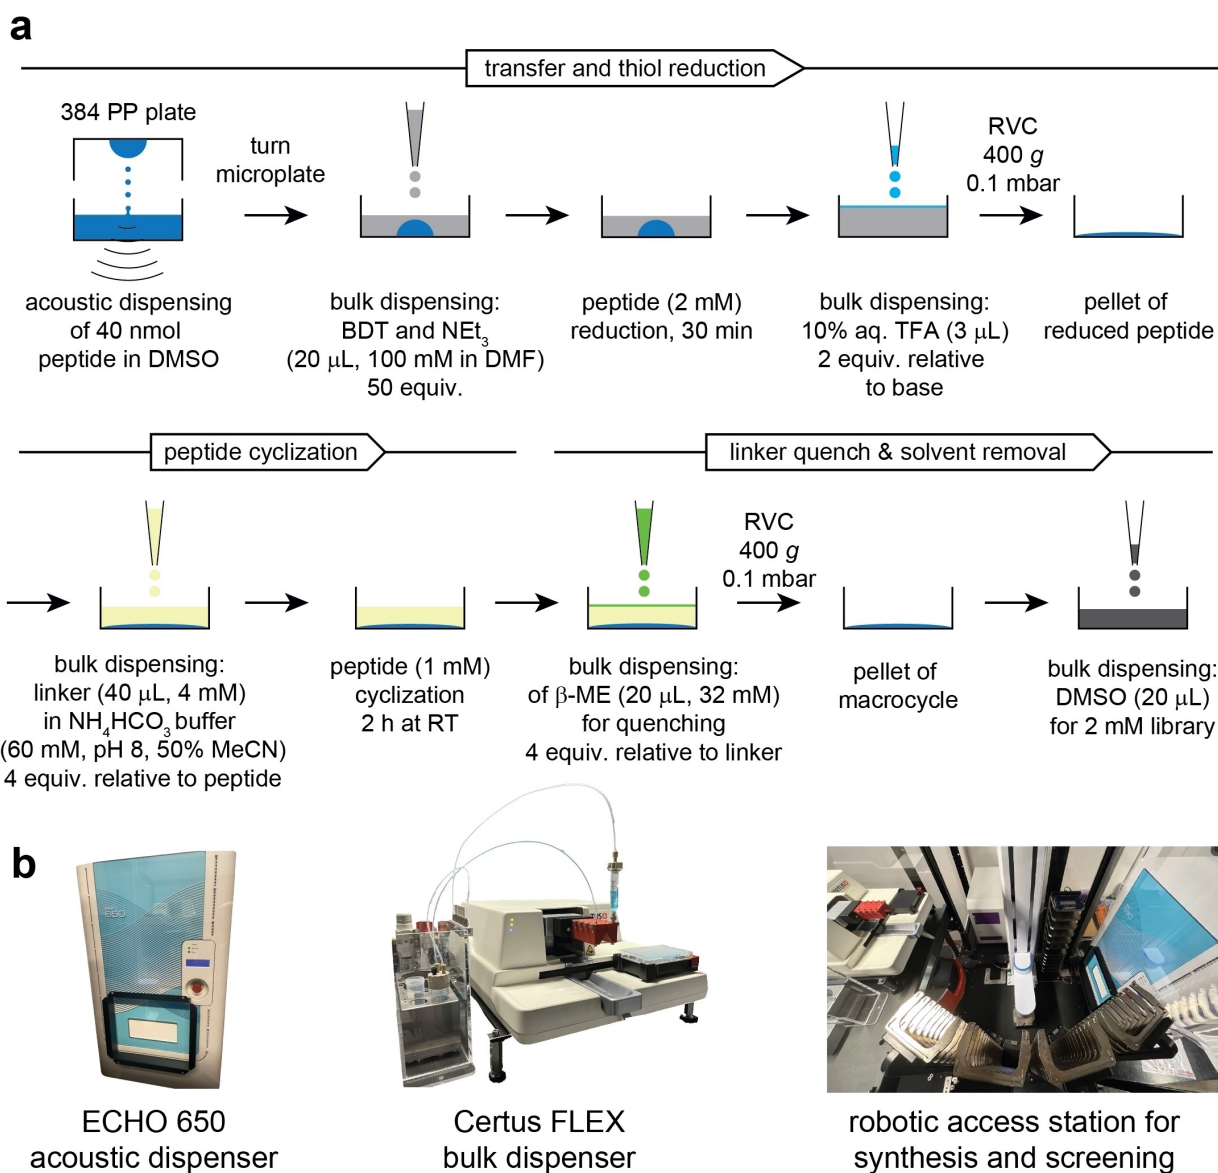 a
transfer and thiol reduction
384 PP plate
turn
microplate
RVC
400 g
0.1 mbar
acoustic dispensing
of 40 nmol
peptide in DMSO
bulk dispensing:
BDT and NEt₃
(20 μL, 100 mM in DMF)
50 equiv.
peptide (2 mM)
reduction, 30 min
bulk dispensing:
10% aq. TFA (3 μL)
2 equiv. relative
to base
pellet of
reduced peptide
peptide cyclization
linker quench & solvent removal
RVC
400 g
0.1 mbar
bulk dispensing:
linker (40 μL, 4 mM)
in NH₄HCO₃ buffer
(60 mM, pH 8, 50% MeCN)
4 equiv. relative to peptide
peptide (1 mM)
cyclization
2 h at RT
bulk dispensing:
of β-ME (20 μL, 32 mM)
for quenching
4 equiv. relative to linker
pellet of
macrocycle
bulk dispensing:
DMSO (20 μL)
for 2 mM library
b
650
ECHO 650
acoustic dispenser
Certus FLEX
bulk dispenser
robotic access station for
synthesis and screening